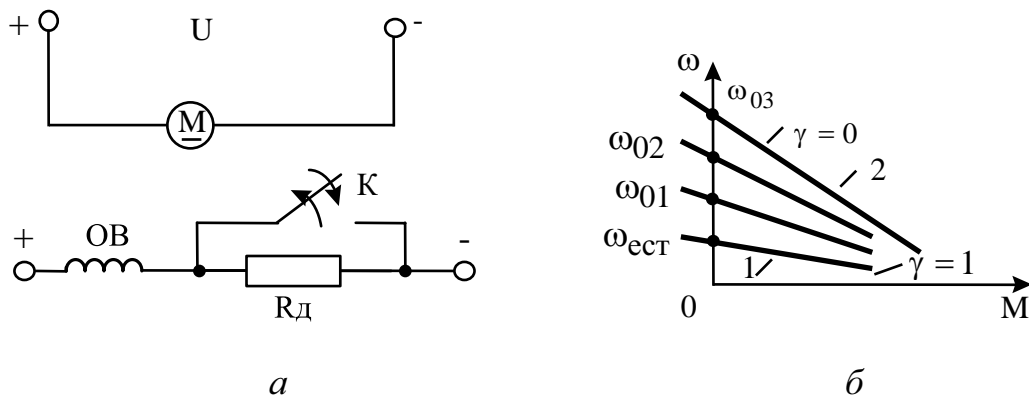 + U -
M
К
+ ОВ -
Rд
а
ω
ω03
γ = 0
ω02
2
ω01
ωест
1
γ = 1
0
М
б